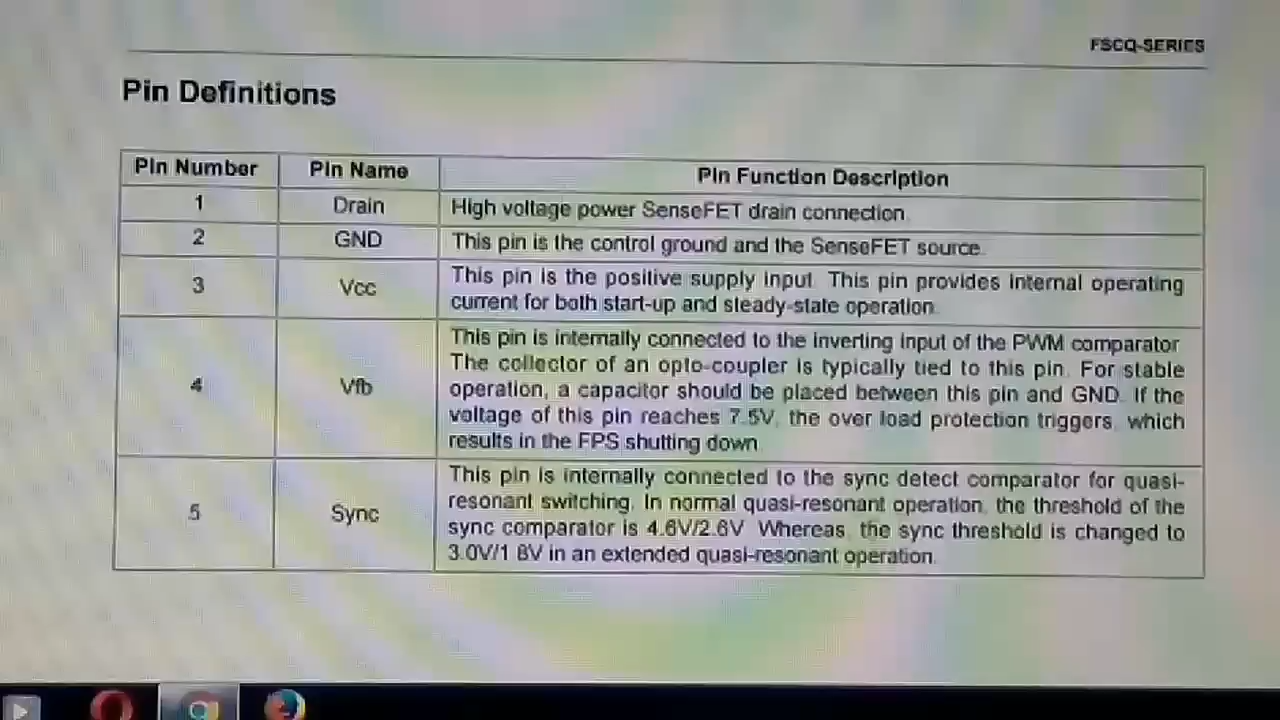 FSCQ-SERIES
Pin Definitions
Pin Number Pin Name Pin Function Description
1 Drain High voltage power SenseFET drain connection.
2 GND This pin is the control ground and the SenseFET source.
3 Vcc This pin is the positive supply input. This pin provides internal operating
current for both start-up and steady-state operation.
4 Vfb This pin is internally connected to the inverting input of the PWM comparator.
The collector of an opto-coupler is typically tied to this pin. For stable
operation, a capacitor should be placed between this pin and GND. If the
voltage of this pin reaches 7.5V, the over load protection triggers, which
results in the FPS shutting down.
5 Sync This pin is internally connected to the sync detect comparator for quasi-
resonant switching. In normal quasi-resonant operation, the threshold of the
sync comparator is 4.6V/2.6V. Whereas, the sync threshold is changed to
3.0V/1.8V in an extended quasi-resonant operation.